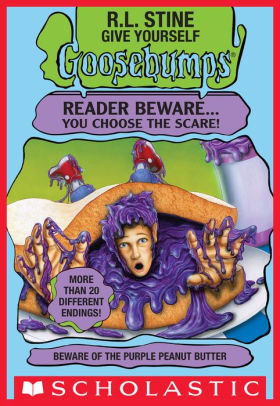 R.L. STINE
GIVE YOURSELF
Goosebumps®
READER BEWARE...
YOU CHOOSE THE SCARE!
MORE
THAN 20
DIFFERENT
ENDINGS!
BEWARE OF THE PURPLE PEANUT BUTTER
SCHOLASTIC